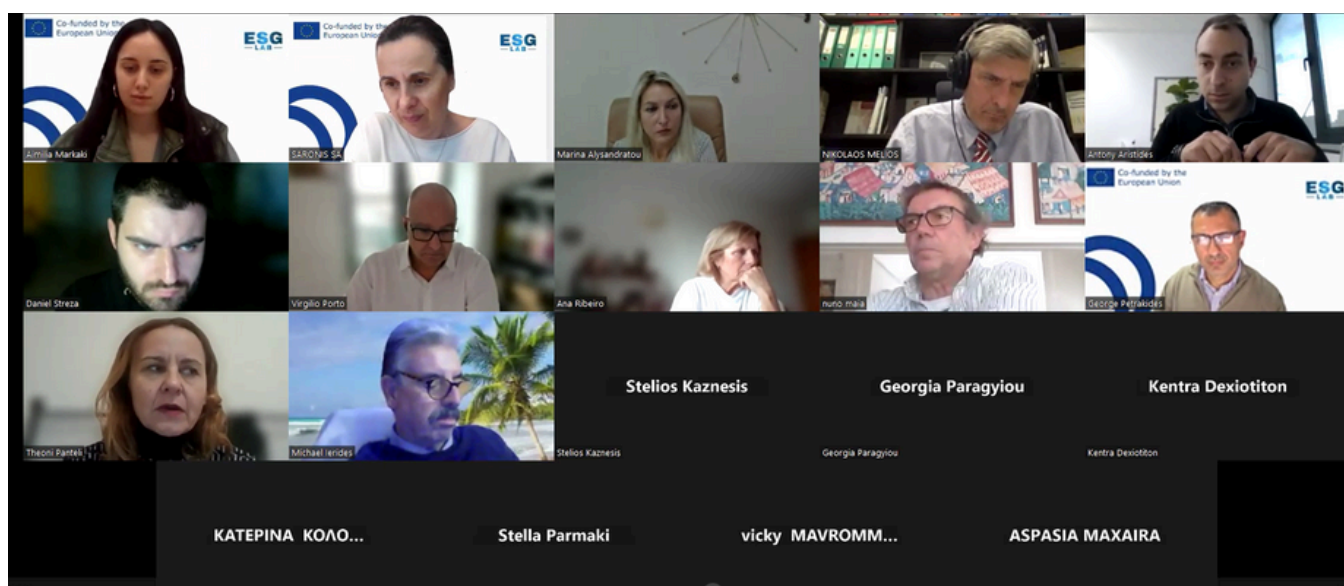 Co-funded by the
European Union
ESG
LAB
Co-funded by the
European Union
ESG
LAB
Aimilia Markaki
SARONIS SA
Marina Alysandratou
NIKOLAOS MELIOS
Antony Aristides
Co-funded by the
European Union
ESG
LAB
Daniel Streza
Virgilio Porto
Ana Ribeiro
nuno maia
George Petrakides
Stelios Kaznesis
Georgia Paragyiou
Kentra Dexiotiton
Theoni Panteli
Michael Ierides
Stelios Kaznesis
Georgia Paragyiou
Kentra Dexiotiton
ΚΑΤΕΡΙΝΑ ΚΟΛΟ...
Stella Parmaki
vicky MAVROMM...
ASPASIA MAXAIRA